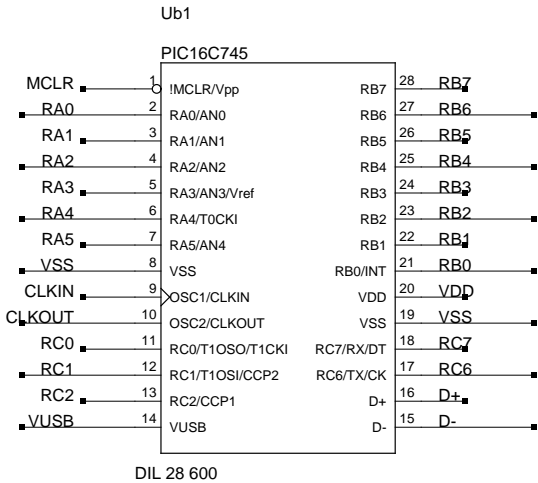 Ub1
PIC16C745
MCLR 1 !MCLR/Vpp RB7 28 RB7
RA0 2 RA0/AN0 RB6 27 RB6
RA1 3 RA1/AN1 RB5 26 RB5
RA2 4 RA2/AN2 RB4 25 RB4
RA3 5 RA3/AN3/Vref RB3 24 RB3
RA4 6 RA4/T0CKI RB2 23 RB2
RA5 7 RA5/AN4 RB1 22 RB1
VSS 8 VSS RB0/INT 21 RB0
CLKIN 9 OSC1/CLKIN VDD 20 VDD
CLKOUT 10 OSC2/CLKOUT VSS 19 VSS
RC0 11 RC0/T1OSO/T1CKI RC7/RX/DT 18 RC7
RC1 12 RC1/T1OSI/CCP2 RC6/TX/CK 17 RC6
RC2 13 RC2/CCP1 D+ 16 D+
VUSB 14 VUSB D- 15 D-
DIL 28 600